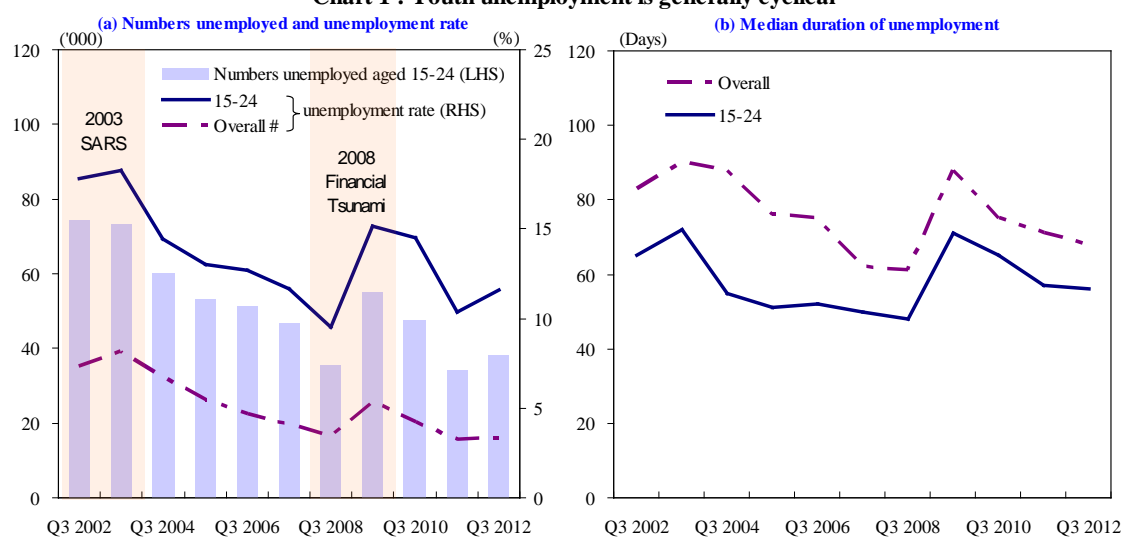 Chart 1 : Youth unemployment is generally cyclical
(a) Numbers unemployed and unemployment rate
('000)
(%)
120
100
80
60
40
20
0
25
20
15
10
5
0
Numbers unemployed aged 15-24 (LHS)
15-24
Overall #
unemployment rate (RHS)
2003
SARS
2008
Financial
Tsunami
Q3 2002
Q3 2004
Q3 2006
Q3 2008
Q3 2010
Q3 2012
(b) Median duration of unemployment
(Days)
120
100
80
60
40
20
0
Overall
15-24
Q3 2002
Q3 2004
Q3 2006
Q3 2008
Q3 2010
Q3 2012